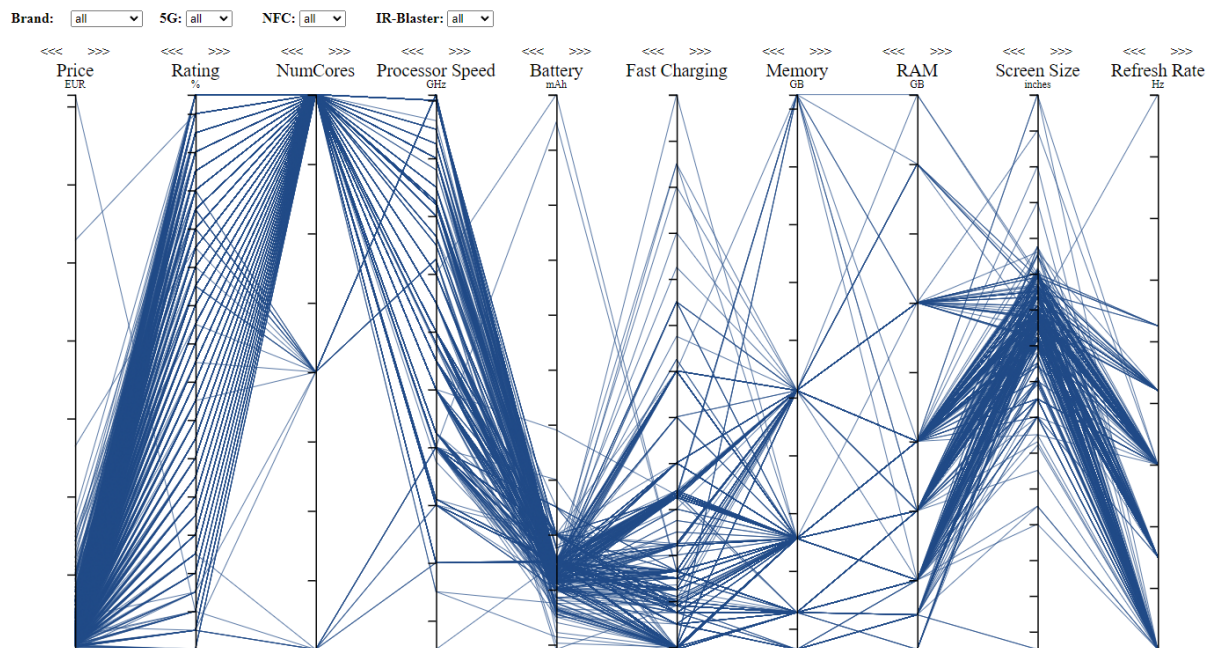 Brand: all 5G: all NFC: all IR-Blaster: all
<<< >>> <<< >>> <<< >>> <<< >>> <<< >>> <<< >>> <<< >>> <<< >>> <<< >>> <<< >>>
Price Rating NumCores Processor Speed Battery Fast Charging Memory RAM Screen Size Refresh Rate
EUR % GHz mAh GB GB inches Hz